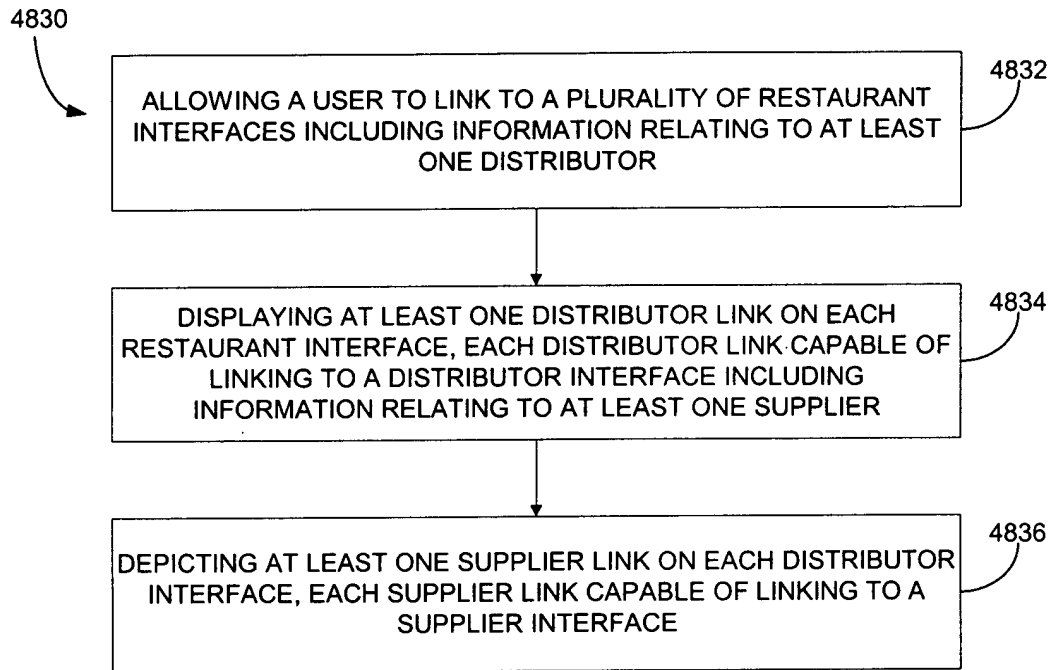 4830
4832
ALLOWING A USER TO LINK TO A PLURALITY OF RESTAURANT
INTERFACES INCLUDING INFORMATION RELATING TO AT LEAST
ONE DISTRIBUTOR
4834
DISPLAYING AT LEAST ONE DISTRIBUTOR LINK ON EACH
RESTAURANT INTERFACE, EACH DISTRIBUTOR LINK CAPABLE OF
LINKING TO A DISTRIBUTOR INTERFACE INCLUDING
INFORMATION RELATING TO AT LEAST ONE SUPPLIER
4836
DEPICTING AT LEAST ONE SUPPLIER LINK ON EACH DISTRIBUTOR
INTERFACE, EACH SUPPLIER LINK CAPABLE OF LINKING TO A
SUPPLIER INTERFACE